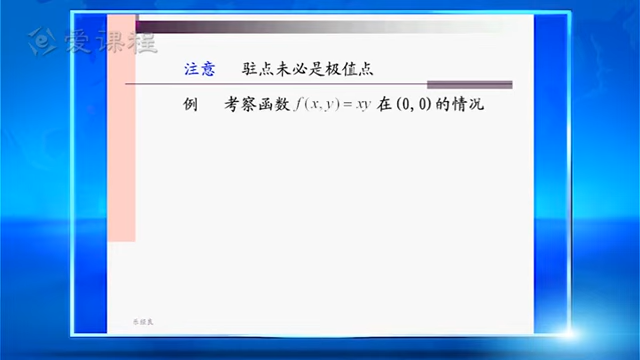 爱课程
注意 驻点未必是极值点
例 考察函数 f(x,y)=xy 在(0,0)的情况